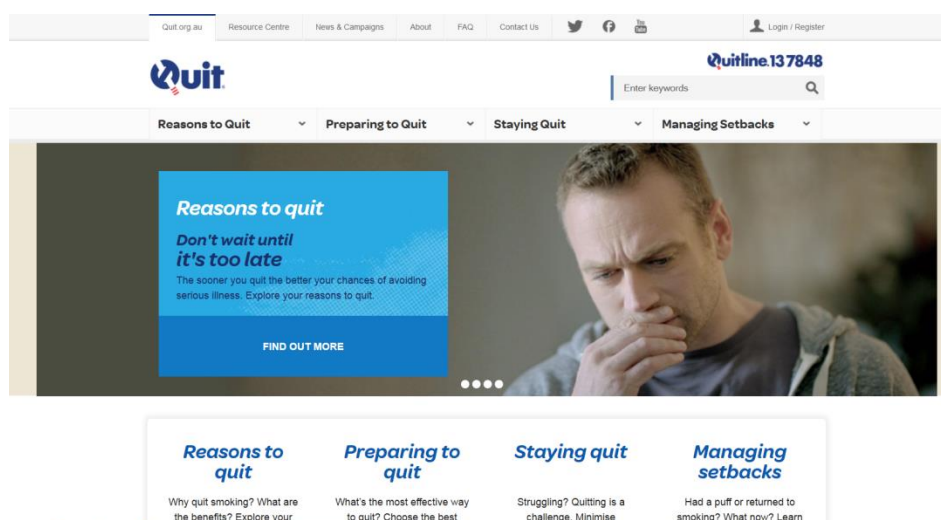 Quit.org.au Resource Centre News & Campaigns About FAQ Contact Us You Tube Login / Register
Quit
Quitline.13 7848
Enter keywords
Reasons to Quit Preparing to Quit Staying Quit Managing Setbacks
Reasons to quit
Don't wait until
it's too late
The sooner you quit the better your chances of avoiding
serious illness. Explore your reasons to quit.
FIND OUT MORE
Reasons to
quit
Why quit smoking? What are
the benefits? Explore your
Preparing to
quit
What's the most effective way
to quit? Choose the best
Staying quit
Struggling? Quitting is a
challenge. Minimise
Managing
setbacks
Had a puff or returned to
smoking? What now? Learn